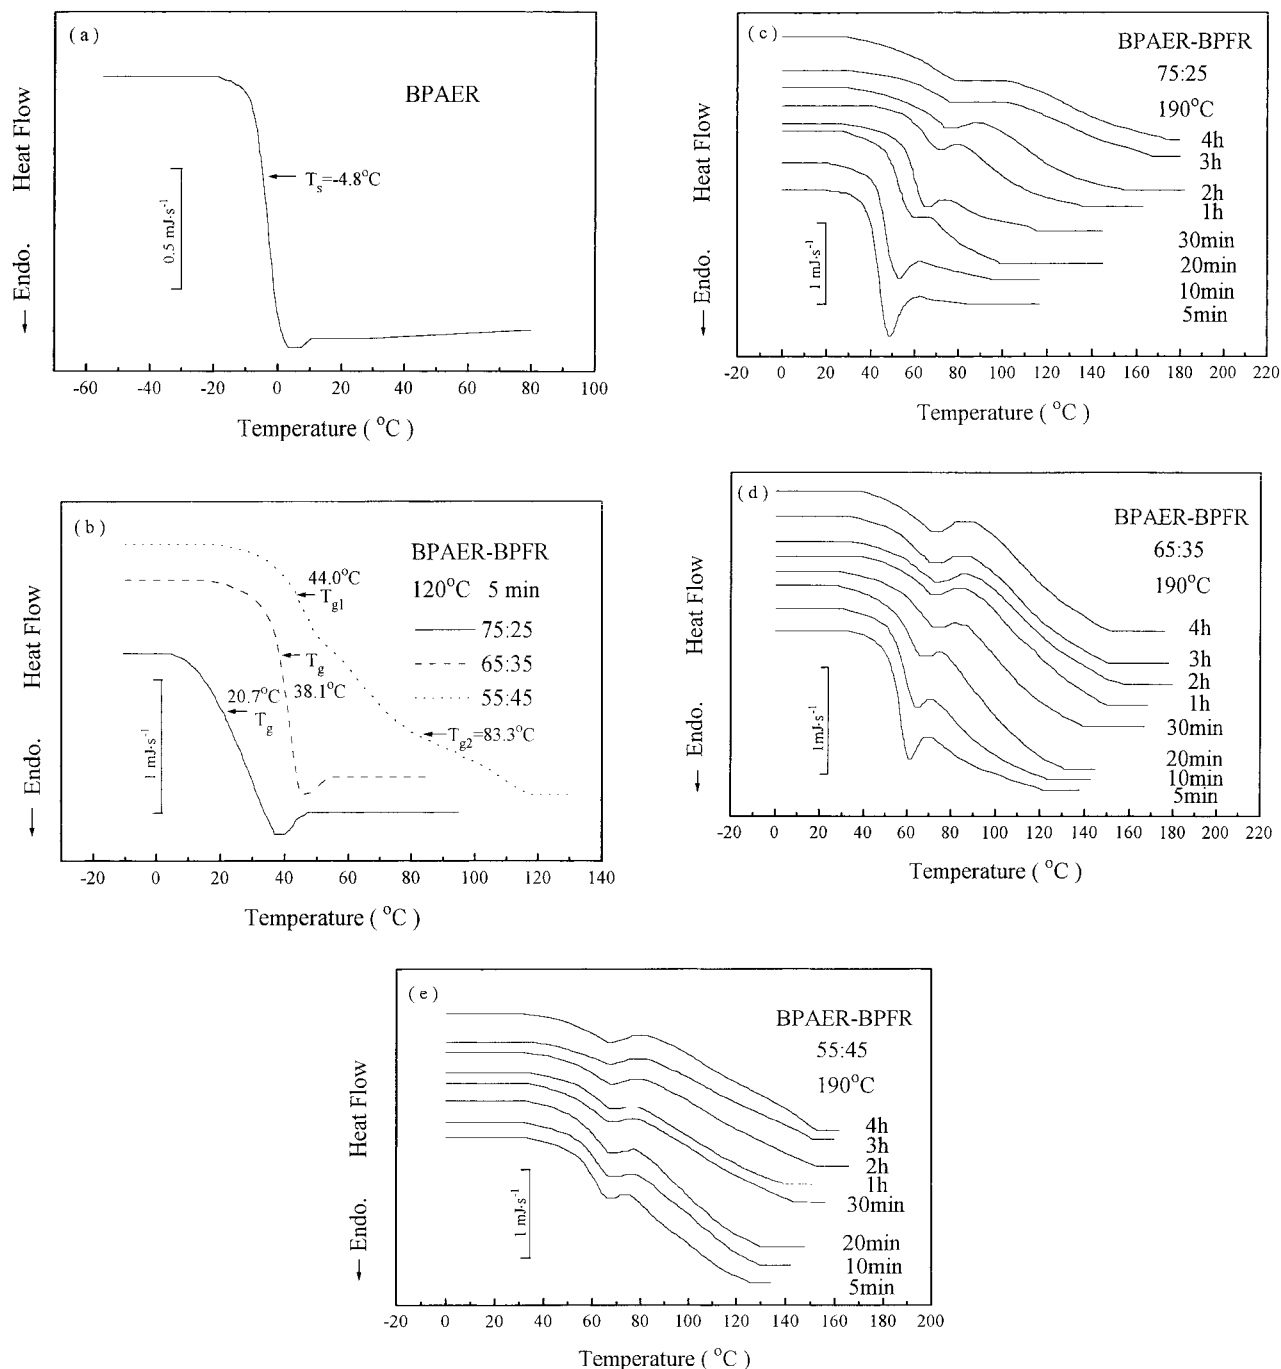 ( a )
BPAER
Heat Flow
← Endo.
0.5 mJ·s⁻¹
← Tₛ=-4.8°C
-60 -40 -20 0 20 40 60 80 100
Temperature ( °C )
( c )
BPAER-BPFR
75:25
190°C
4h
3h
2h
1h
30min
20min
10min
5min
Heat Flow
← Endo.
1 mJ·s⁻¹
-20 0 20 40 60 80 100 120 140 160 180 200 220
Temperature ( °C )
( b )
BPAER-BPFR
120°C 5 min
75:25
65:35
55:45
44.0°C
← Tg1
← Tg
38.1°C
20.7°C
← Tg
← Tg2=83.3°C
Heat Flow
← Endo.
1 mJ·s⁻¹
-20 0 20 40 60 80 100 120 140
Temperature ( °C )
( d )
BPAER-BPFR
65:35
190°C
4h
3h
2h
1h
30min
20min
10min
5min
Heat Flow
← Endo.
1mJ·s⁻¹
-20 0 20 40 60 80 100 120 140 160 180 200 220
Temperature ( °C )
( e )
BPAER-BPFR
55:45
190°C
4h
3h
2h
1h
30min
20min
10min
5min
Heat Flow
← Endo.
1 mJ·s⁻¹
-20 0 20 40 60 80 100 120 140 160 180 200
Temperature ( °C )